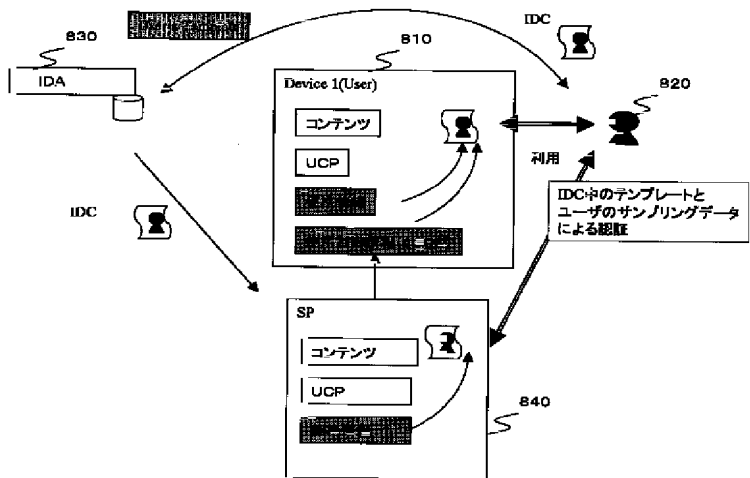 830
IDC
810
IDA
Device 1(User)
820
コンテンツ
利用
UCP
IDC中のテンプレートと
ユーザのサンプリングデータ
による認証
IDC
SP
コンテンツ
UCP
840